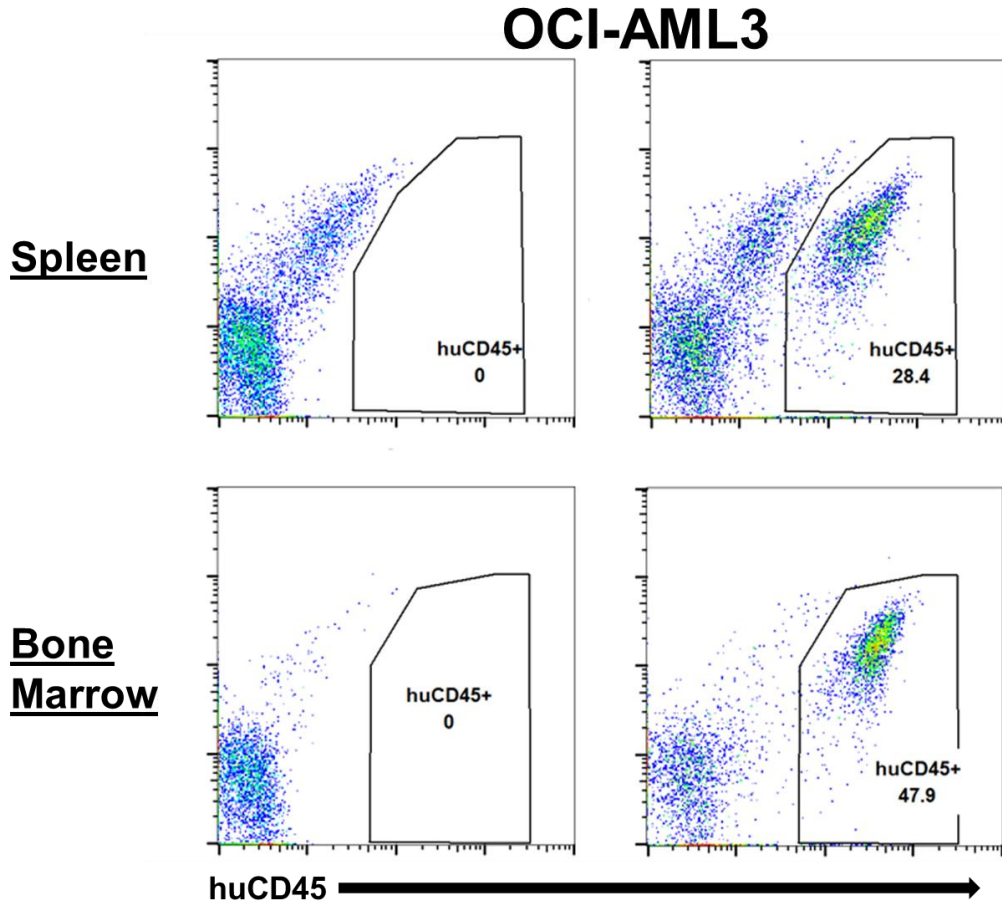 OCI-AML3
Spleen
huCD45+
0
huCD45+
28.4
Bone
Marrow
huCD45+
0
huCD45+
47.9
huCD45